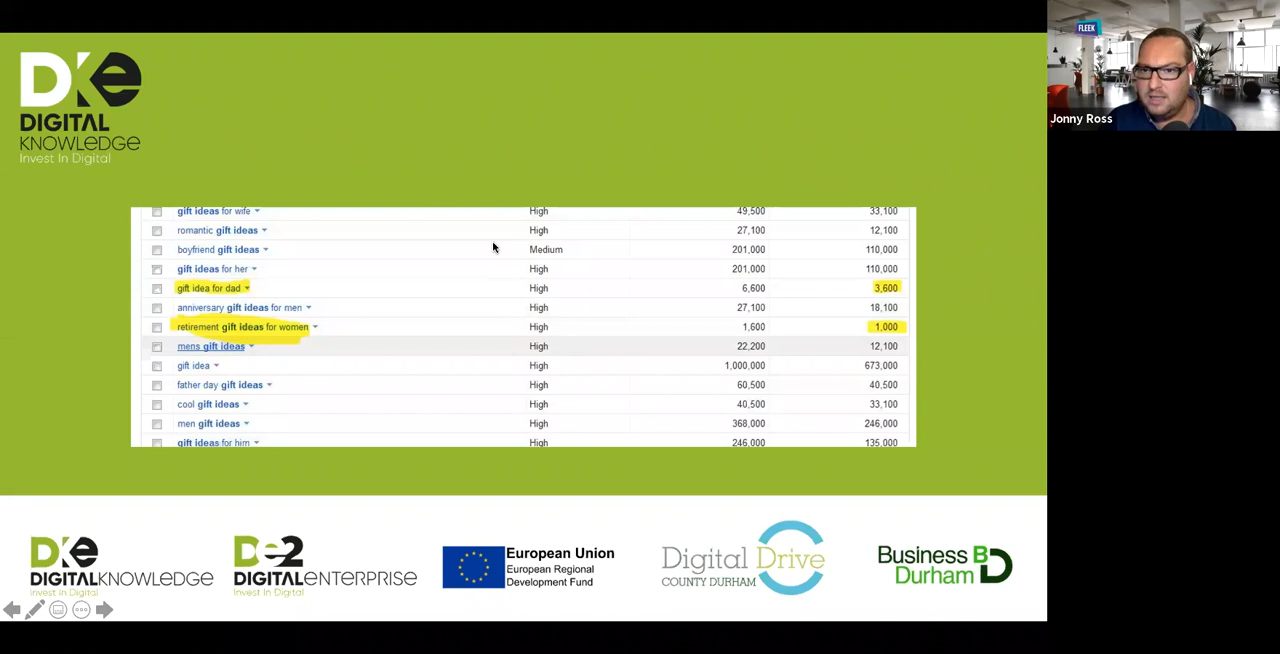 DKe
DIGITAL
KNOWLEDGE
Invest In Digital
FLEEK
Jonny Ross
gift ideas for wife High 49,500 33,100
romantic gift ideas High 27,100 12,100
boyfriend gift ideas Medium 201,000 110,000
gift ideas for her High 201,000 110,000
gift idea for dad High 6,600 3,600
anniversary gift ideas for men High 27,100 18,100
retirement gift ideas for women High 1,600 1,000
mens gift ideas High 22,200 12,100
gift idea High 1,000,000 673,000
father day gift ideas High 60,500 40,500
cool gift ideas High 40,500 33,100
men gift ideas High 368,000 246,000
gift ideas for him High 246,000 135,000
DKe
DIGITALKNOWLEDGE
Invest In Digital
De2
DIGITALENTERPRISE
Invest In Digital
European Union
European Regional
Development Fund
Digital Drive
COUNTY DURHAM
Business
Durham
BD